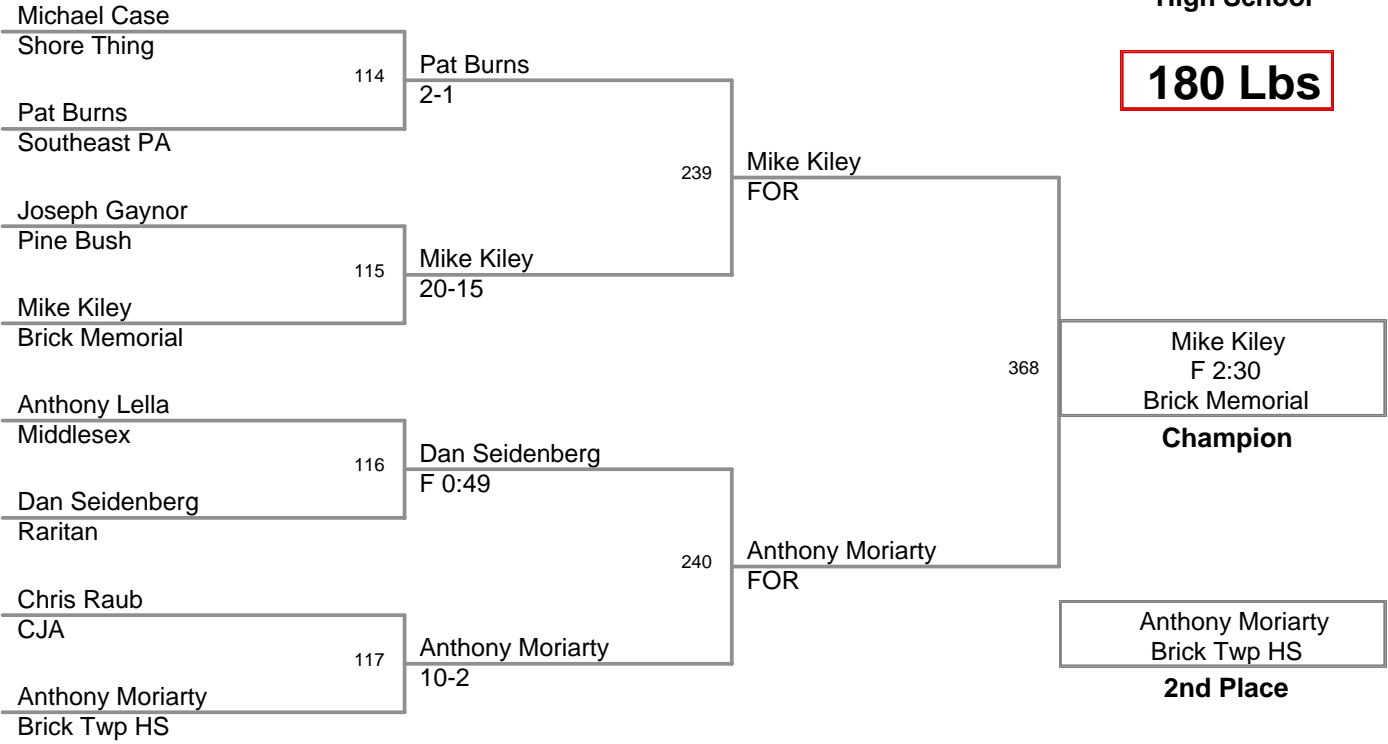 High School
180 Lbs
Michael Case
Shore Thing
114
Pat Burns
2-1
Pat Burns
Southeast PA
239
Mike Kiley
FOR
Joseph Gaynor
Pine Bush
115
Mike Kiley
20-15
Mike Kiley
Brick Memorial
368
Mike Kiley
F 2:30
Brick Memorial
Champion
Anthony Lella
Middlesex
116
Dan Seidenberg
F 0:49
Dan Seidenberg
Raritan
240
Anthony Moriarty
FOR
Chris Raub
CJA
117
Anthony Moriarty
10-2
Anthony Moriarty
Brick Twp HS
Anthony Moriarty
Brick Twp HS
2nd Place